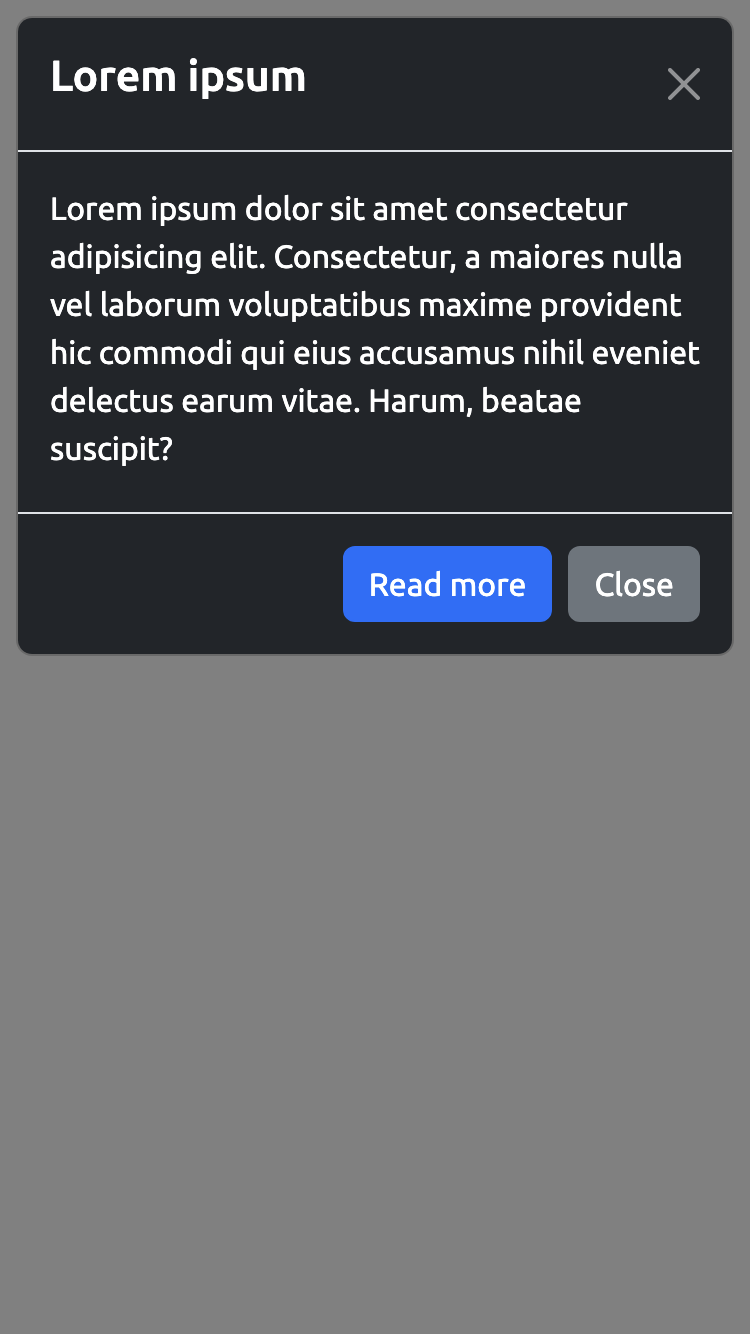 Lorem ipsum
Lorem ipsum dolor sit amet consectetur
adipisicing elit. Consectetur, a maiores nulla
vel laborum voluptatibus maxime provident
hic commodi qui eius accusamus nihil eveniet
delectus earum vitae. Harum, beatae
suscipit?
Read more
Close